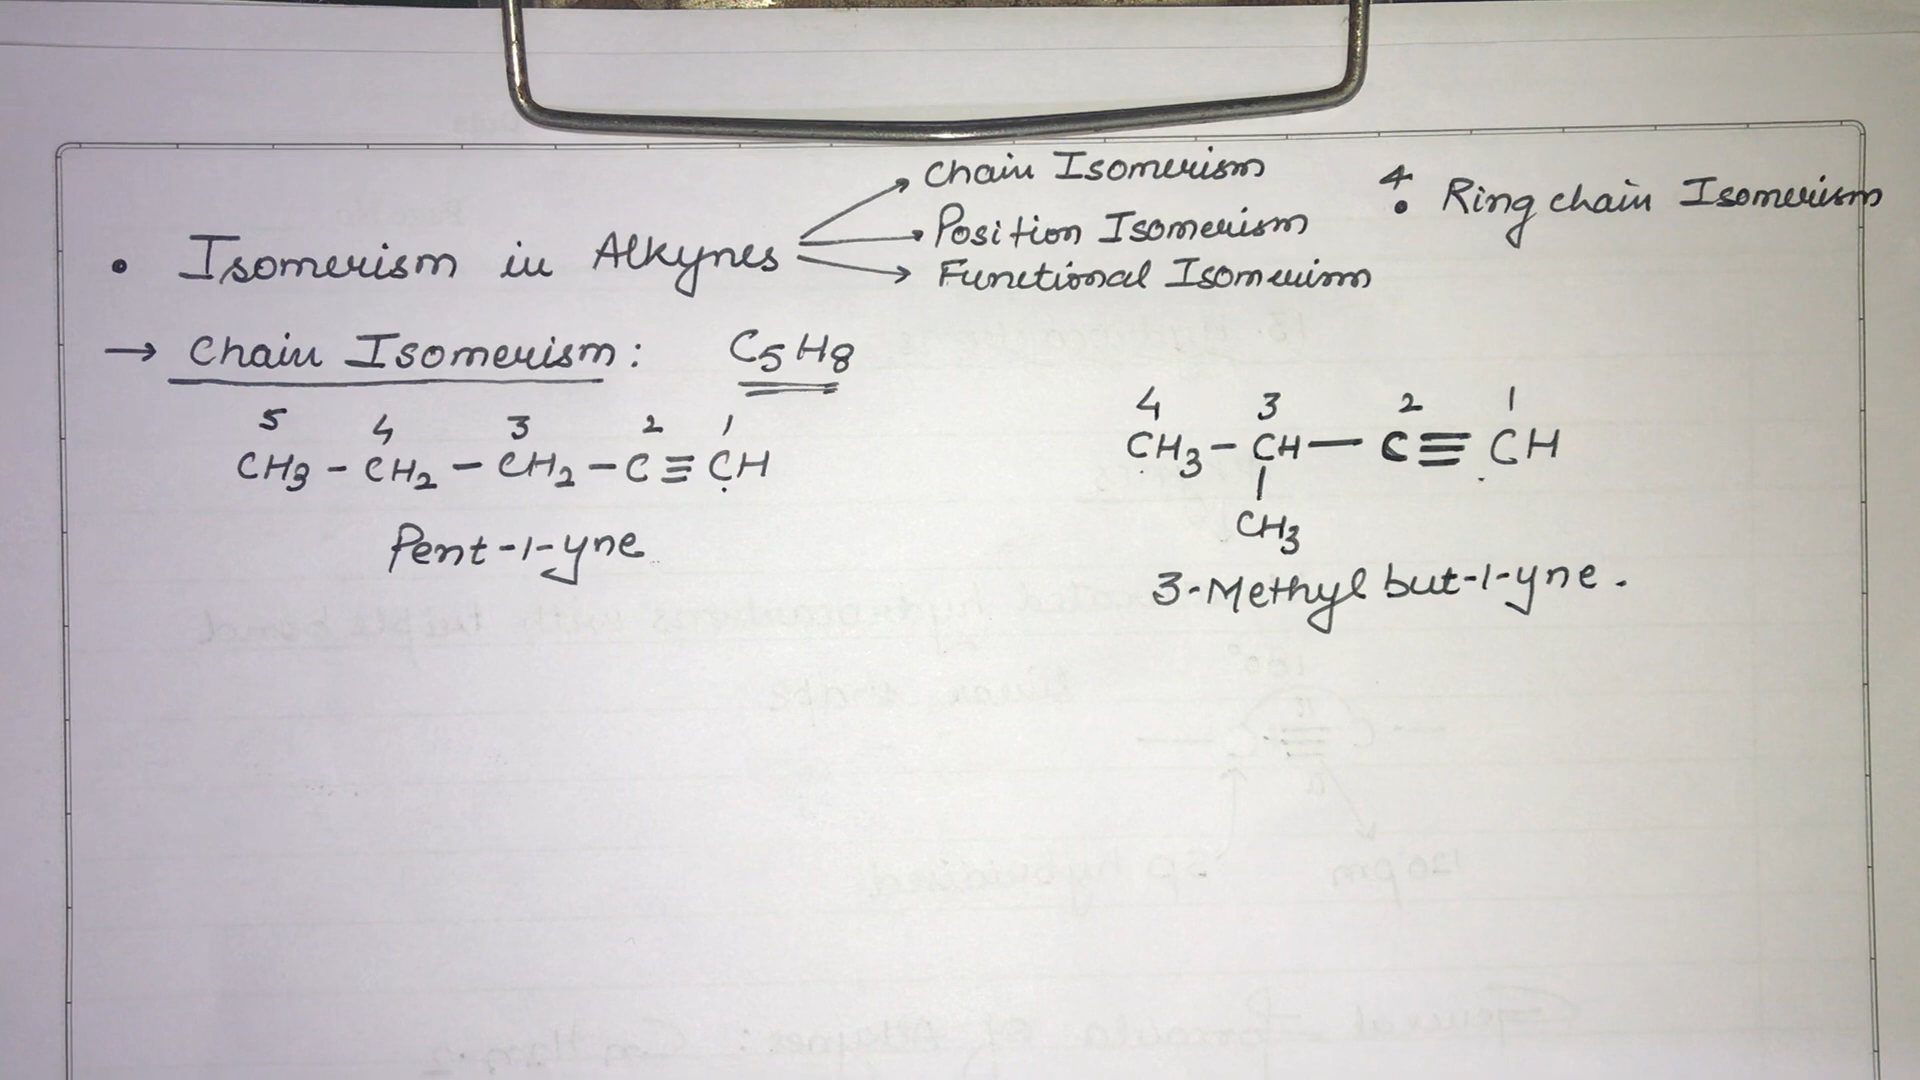 • Isomerism in Alkynes
Chain Isomerism
Position Isomerism
Functional Isomerism
4. Ring chain Isomerism
→ Chain Isomerism: C5H8
5 4 3 2 1
CH3 - CH2 - CH2 - C ≡ CH
Pent-1-yne
4 3 2 1
CH3 - CH - C ≡ CH
CH3
3-Methyl but-1-yne.